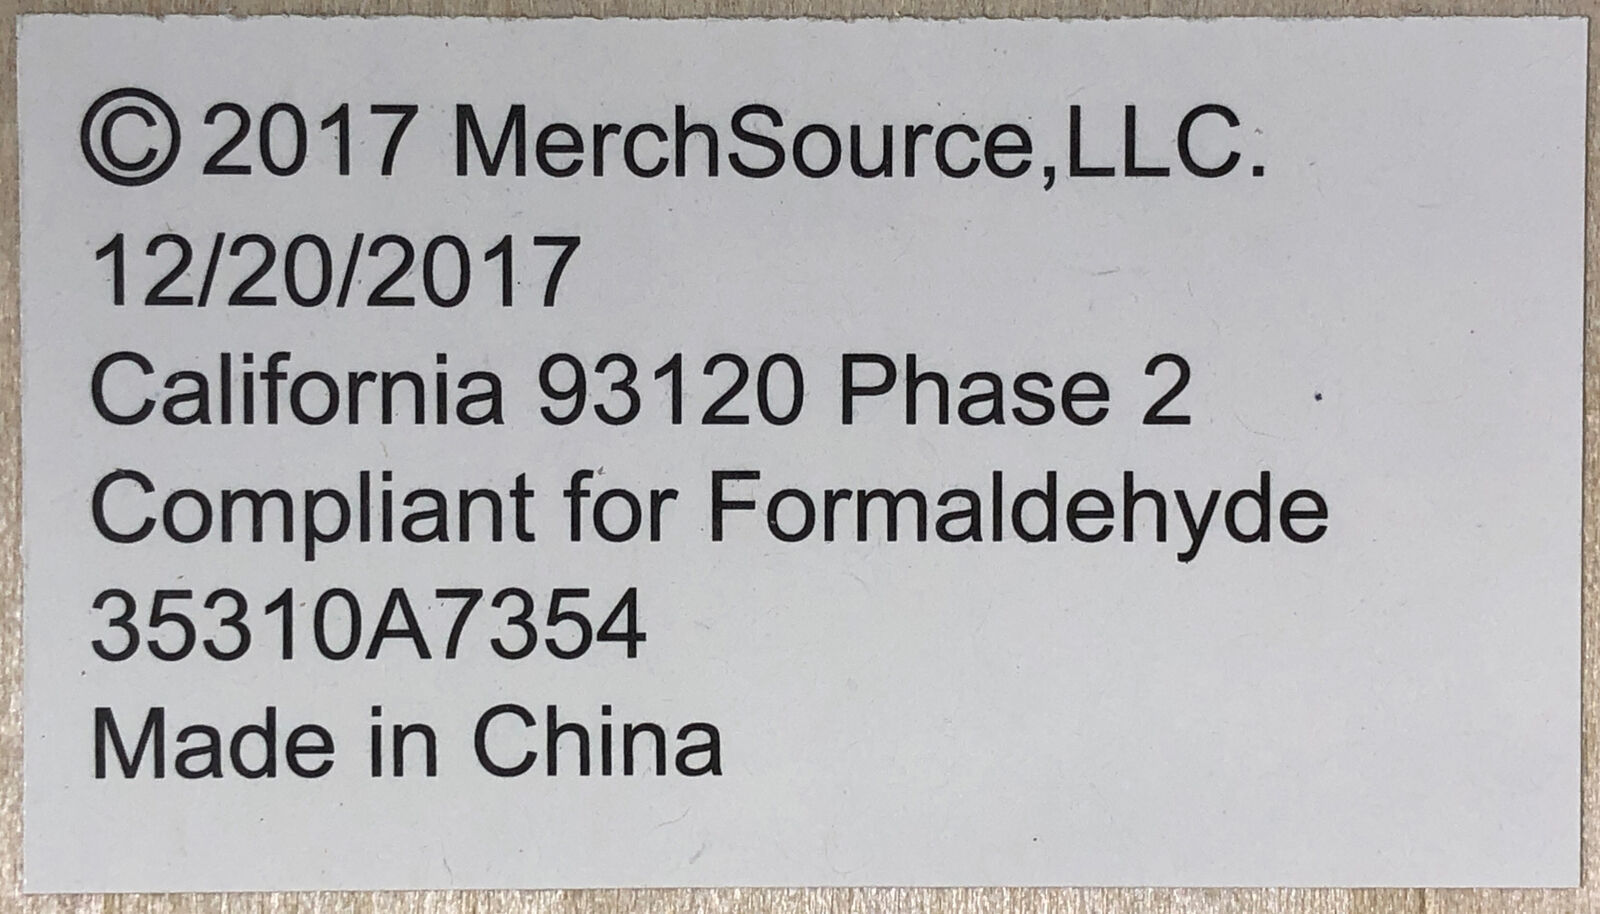 © 2017 MerchSource,LLC.
12/20/2017
California 93120 Phase 2
Compliant for Formaldehyde
35310A7354
Made in China